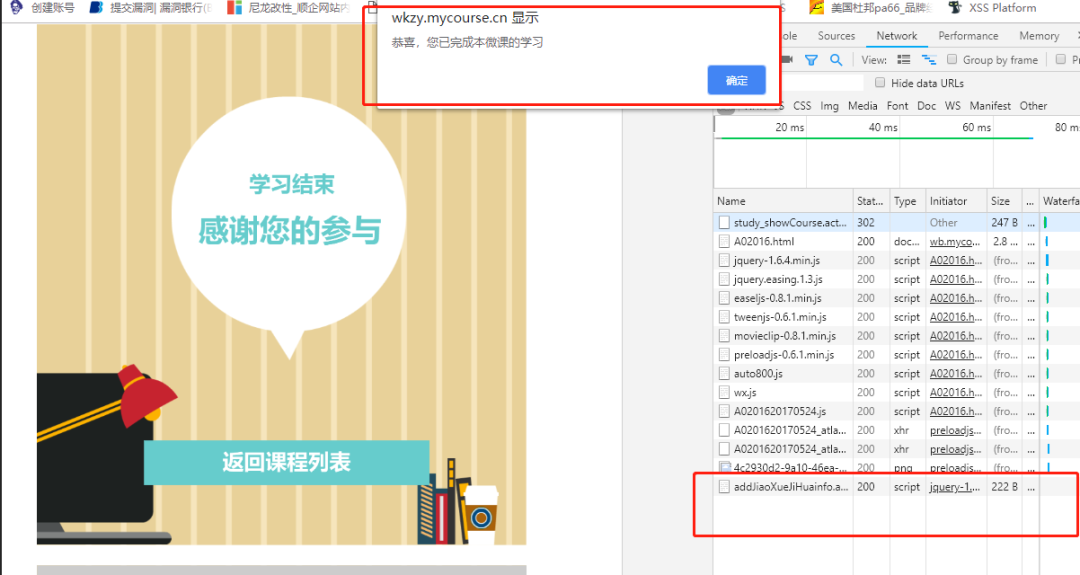 创建账号
提交漏洞| 漏洞银行(B
尼龙改性_顺企网站内
美国杜邦pa66_品牌
XSS Platform
wkzy.mycourse.cn 显示
恭喜，您已完成本微课的学习
确定
学习结束
感谢您的参与
返回课程列表
Sources
Network
Performance
Memory
View:
Group by frame
Hide data URLs
CSS
Img
Media
Font
Doc
WS
Manifest
Other
20 ms
40 ms
60 ms
80 ms
Name Stat... Type Initiator Size ... Waterfa
study_showCourse.act... 302 Other 247 B ...
A02016.html 200 doc... wb.myco... 2.8 ... ...
jquery-1.6.4.min.js 200 script A02016.h... (fro... ...
jquery.easing.1.3.js 200 script A02016.h... (fro... ...
easeljs-0.8.1.min.js 200 script A02016.h... (fro... ...
tweenjs-0.6.1.min.js 200 script A02016.h... (fro... ...
movieclip-0.8.1.min.js 200 script A02016.h... (fro... ...
preloadjs-0.6.1.min.js 200 script A02016.h... (fro... ...
auto800.js 200 script A02016.h... (fro... ...
wx.js 200 script A02016.h... (fro... ...
A0201620170524.js 200 script A02016.h... (fro... ...
A0201620170524_atla... 200 xhr preloadjs... (fro... ...
A0201620170524_atla... 200 xhr preloadjs... (fro... ...
4c2930d2-9a10-46ea-... 200 png preloadjs... (fro... ...
addJiaoXueJiHuainfo.a... 200 script jquery-1.... 222 B ...